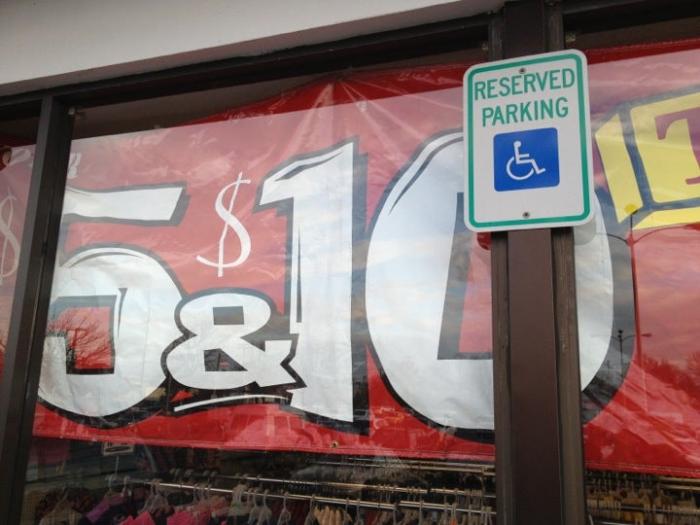 RESERVED
PARKING
$5 & $10 T